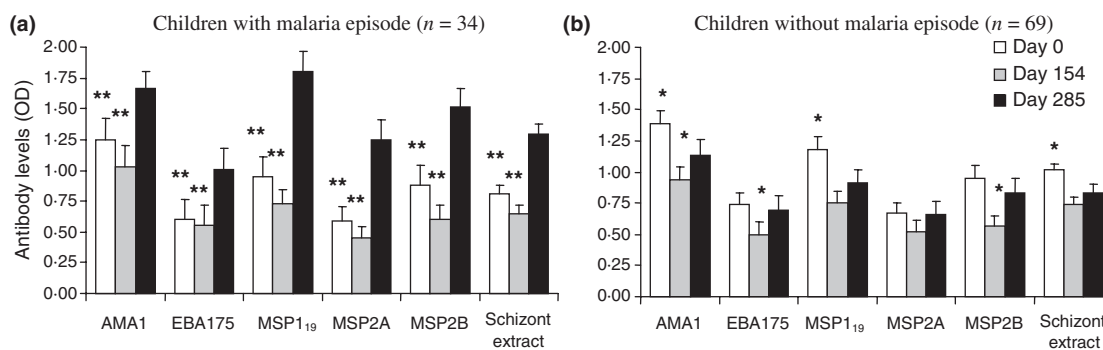 (a) Children with malaria episode (n = 34)
Antibody levels (OD)
2·00
1·75
1·50
1·25
1·00
0·75
0·50
0·25
0·00
** ** ** ** ** ** ** ** ** ** ** **
AMA1 EBA175 MSP1₁₉ MSP2A MSP2B Schizont
extract
(b) Children without malaria episode (n = 69)
2·00
1·75
1·50
1·25
1·00
0·75
0·50
0·25
0·00
Day 0
Day 154
Day 285
* * * * * *
AMA1 EBA175 MSP1₁₉ MSP2A MSP2B Schizont
extract